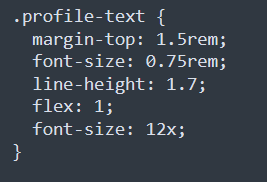 .profile-text {
  margin-top: 1.5rem;
  font-size: 0.75rem;
  line-height: 1.7;
  flex: 1;
  font-size: 12x;
}